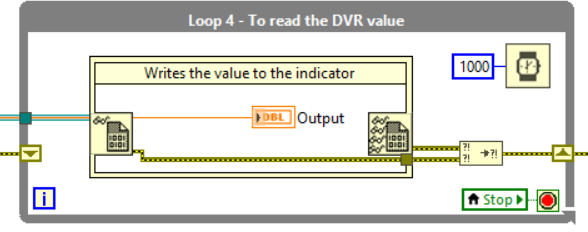 Loop 4 - To read the DVR value
Writes the value to the indicator
1000
DBL
Output
?!
?!
?!
i
Stop